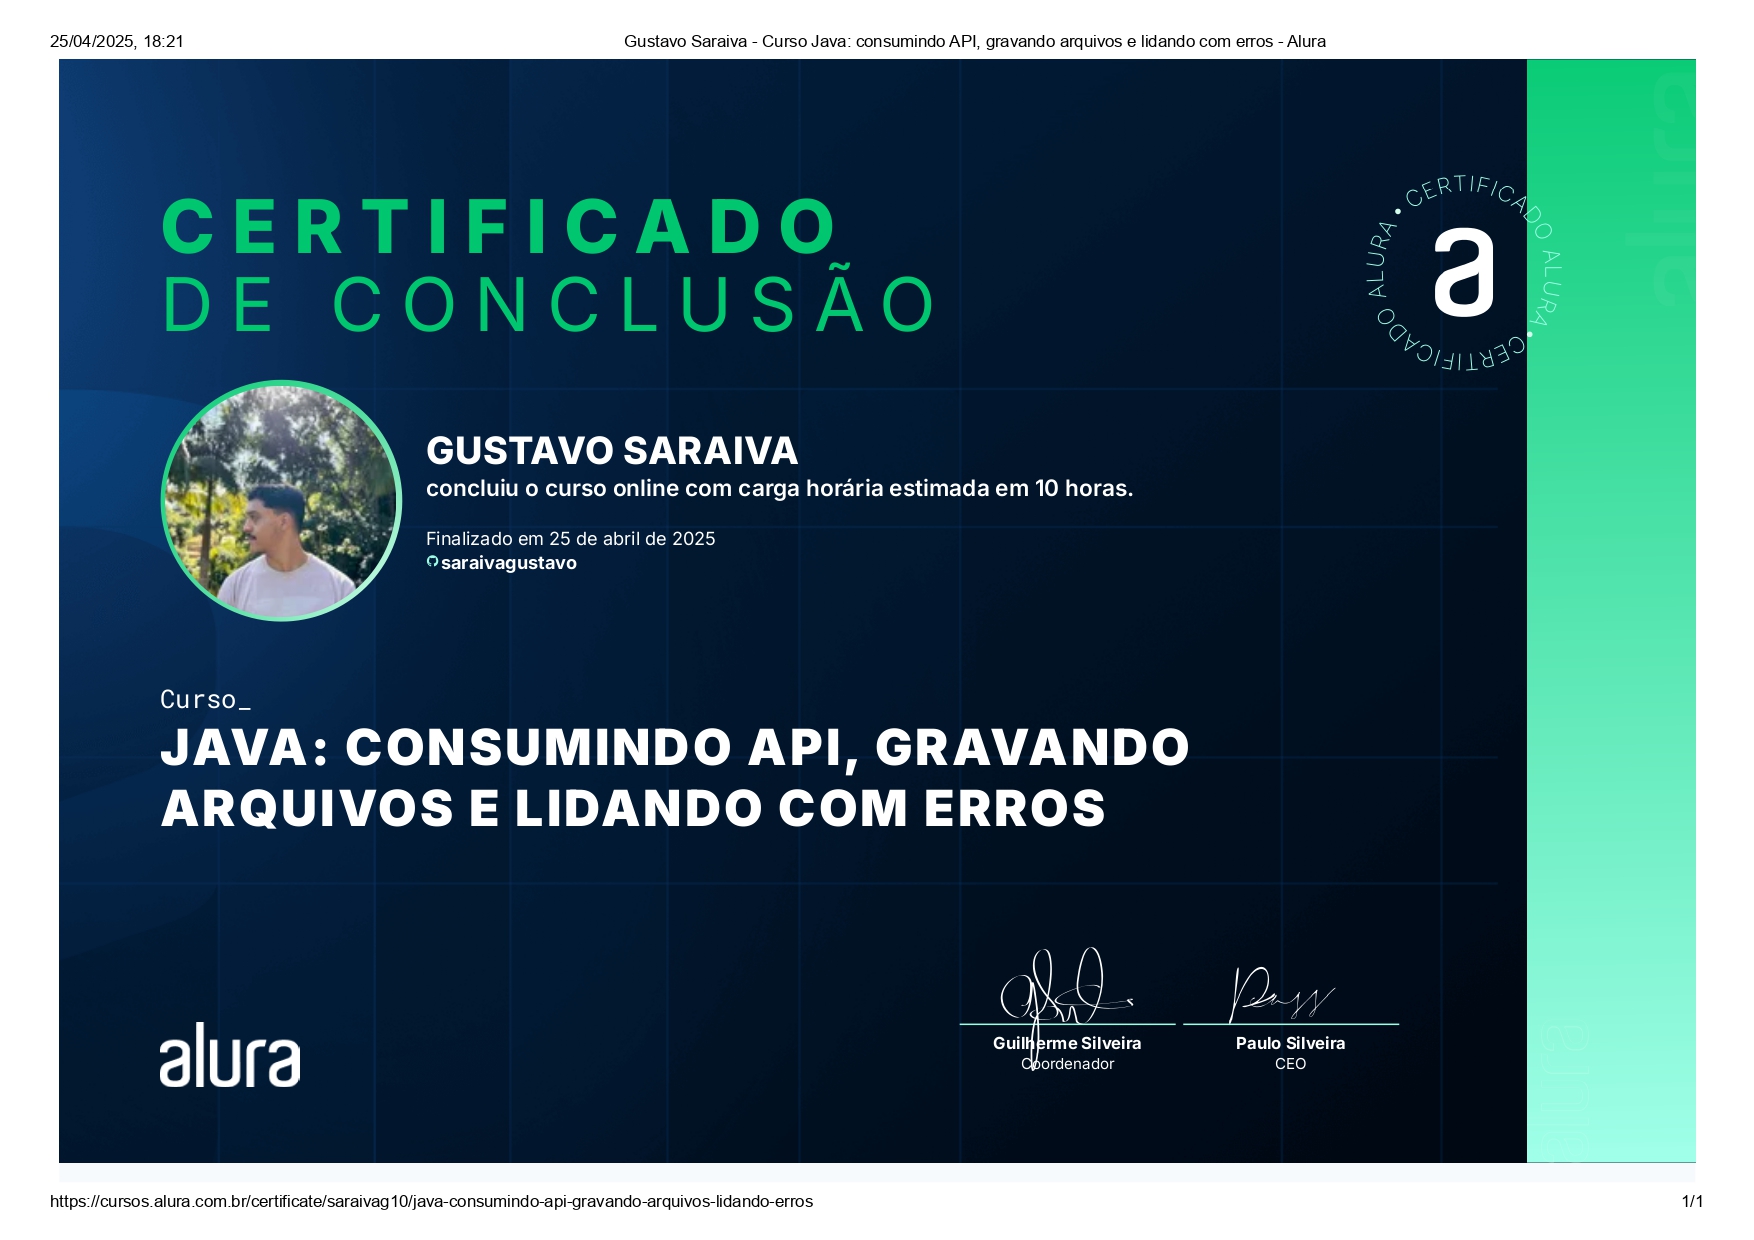 25/04/2025, 18:21
Gustavo Saraiva - Curso Java: consumindo API, gravando arquivos e lidando com erros - Alura
CERTIFICADO
DE CONCLUSÃO
CERTIFICADO ALURA • CERTIFICADO ALURA •
a
GUSTAVO SARAIVA
concluiu o curso online com carga horária estimada em 10 horas.
Finalizado em 25 de abril de 2025
saraivagustavo
Curso_
JAVA: CONSUMINDO API, GRAVANDO
ARQUIVOS E LIDANDO COM ERROS
alura
Guilherme Silveira
Coordenador
Paulo Silveira
CEO
alura
alura
https://cursos.alura.com.br/certificate/saraivag10/java-consumindo-api-gravando-arquivos-lidando-erros
1/1